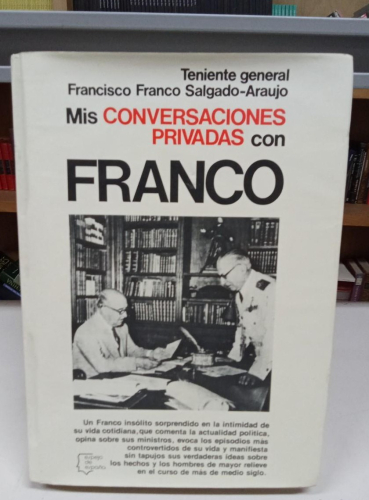 Teniente general
Francisco Franco Salgado-Araujo
Mis CONVERSACIONES
PRIVADAS con
FRANCO
Un Franco insólito sorprendido en la intimidad de
su vida cotidiana, que comenta la actualidad política,
opina sobre sus ministros, evoca los episodios más
controvertidos de su vida y manifiesta
sin tapujos sus verdaderas ideas sobre
los hechos y los hombres de mayor relieve
en el curso de más de medio siglo.
espejo
de
españa